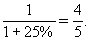 1/(1+25%) = 4/5.